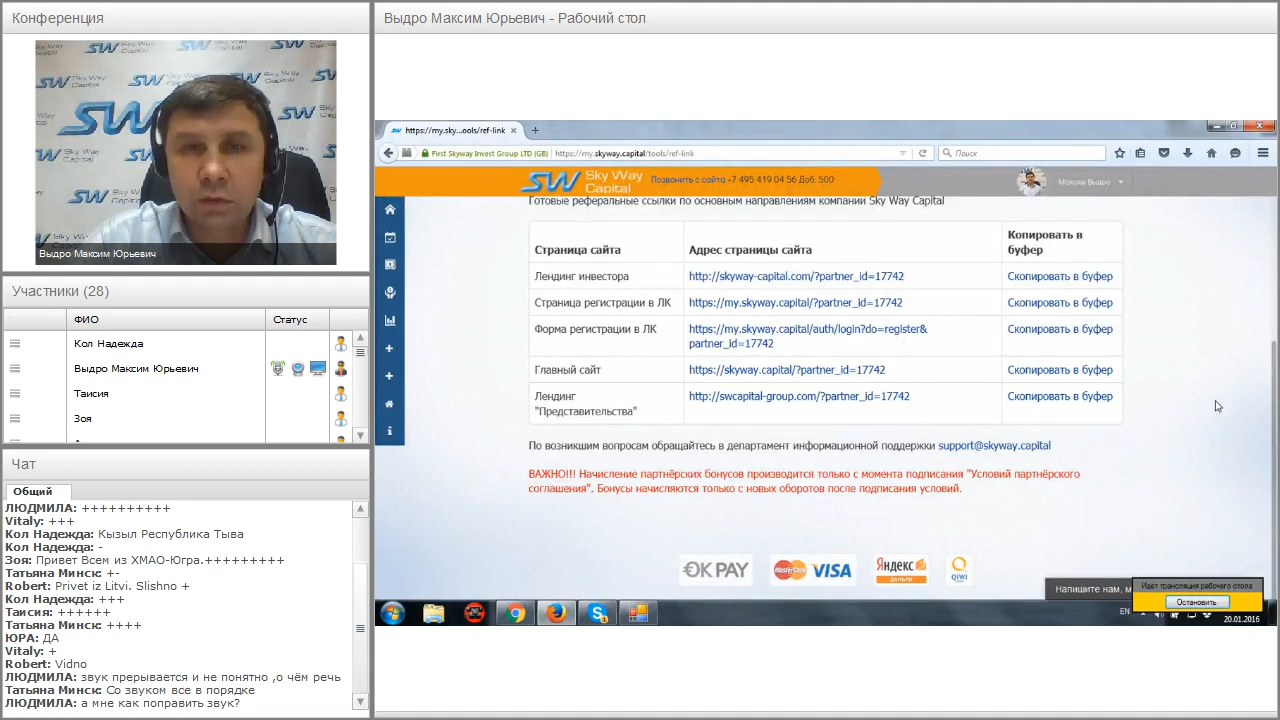 Конференция
SW Sky Way Capital
Выдро Максим Юрьевич
Участники (28)
ФИО
Статус
Кол Надежда
Выдро Максим Юрьевич
Таисия
Зоя
Чат
Общий
ЛЮДМИЛА: ++++++++++
Vitaly: +++
Кол Надежда: Кызыл Республика Тыва
Кол Надежда: -
Зоя: Привет Всем из ХМАО-Югра.+++++++++
Татьяна Минск: +-
Robert: Privet iz Litvi. Slishno +
Кол Надежда: +++
Таисия: ++++++
Татьяна Минск: ++++
ЮРА: ДА
Vitaly: +
Robert: Vidno
ЛЮДМИЛА: звук прерывается и не понятно ,о чём речь
Татьяна Минск: Со звуком все в порядке
ЛЮДМИЛА: а мне как поправить звук?
Выдро Максим Юрьевич - Рабочий стол
https://my.sky...ools/ref-link
First Skyway Invest Group LTD (GB)
https://my.skyway.capital/tools/ref-link
Поиск
SW Sky Way Capital
Позвонить с сайта +7 495 419 04 56 Доб. 500
Максим Выдро
Готовые реферальные ссылки по основным направлениям компании Sky Way Capital
Страница сайта
Адрес страницы сайта
Копировать в
буфер
Лендинг инвестора
http://skyway-capital.com/?partner_id=17742
Скопировать в буфер
Страница регистрации в ЛК
https://my.skyway.capital/?partner_id=17742
Скопировать в буфер
Форма регистрации в ЛК
https://my.skyway.capital/auth/login?do=register&
partner_id=17742
Скопировать в буфер
Главный сайт
https://skyway.capital/?partner_id=17742
Скопировать в буфер
Лендинг
"Представительства"
http://swcapital-group.com/?partner_id=17742
Скопировать в буфер
По возникшим вопросам обращайтесь в департамент информационной поддержки support@skyway.capital
ВАЖНО!!! Начисление партнёрских бонусов производится только с момента подписания "Условий партнёрского
соглашения". Бонусы начисляются только с новых оборотов после подписания условий.
OK PAY
MasterCard VISA
Яндекс
деньги
QIWI
Напишите нам, м
Идет трансляция рабочего стола
Остановить
EN
20.01.2016